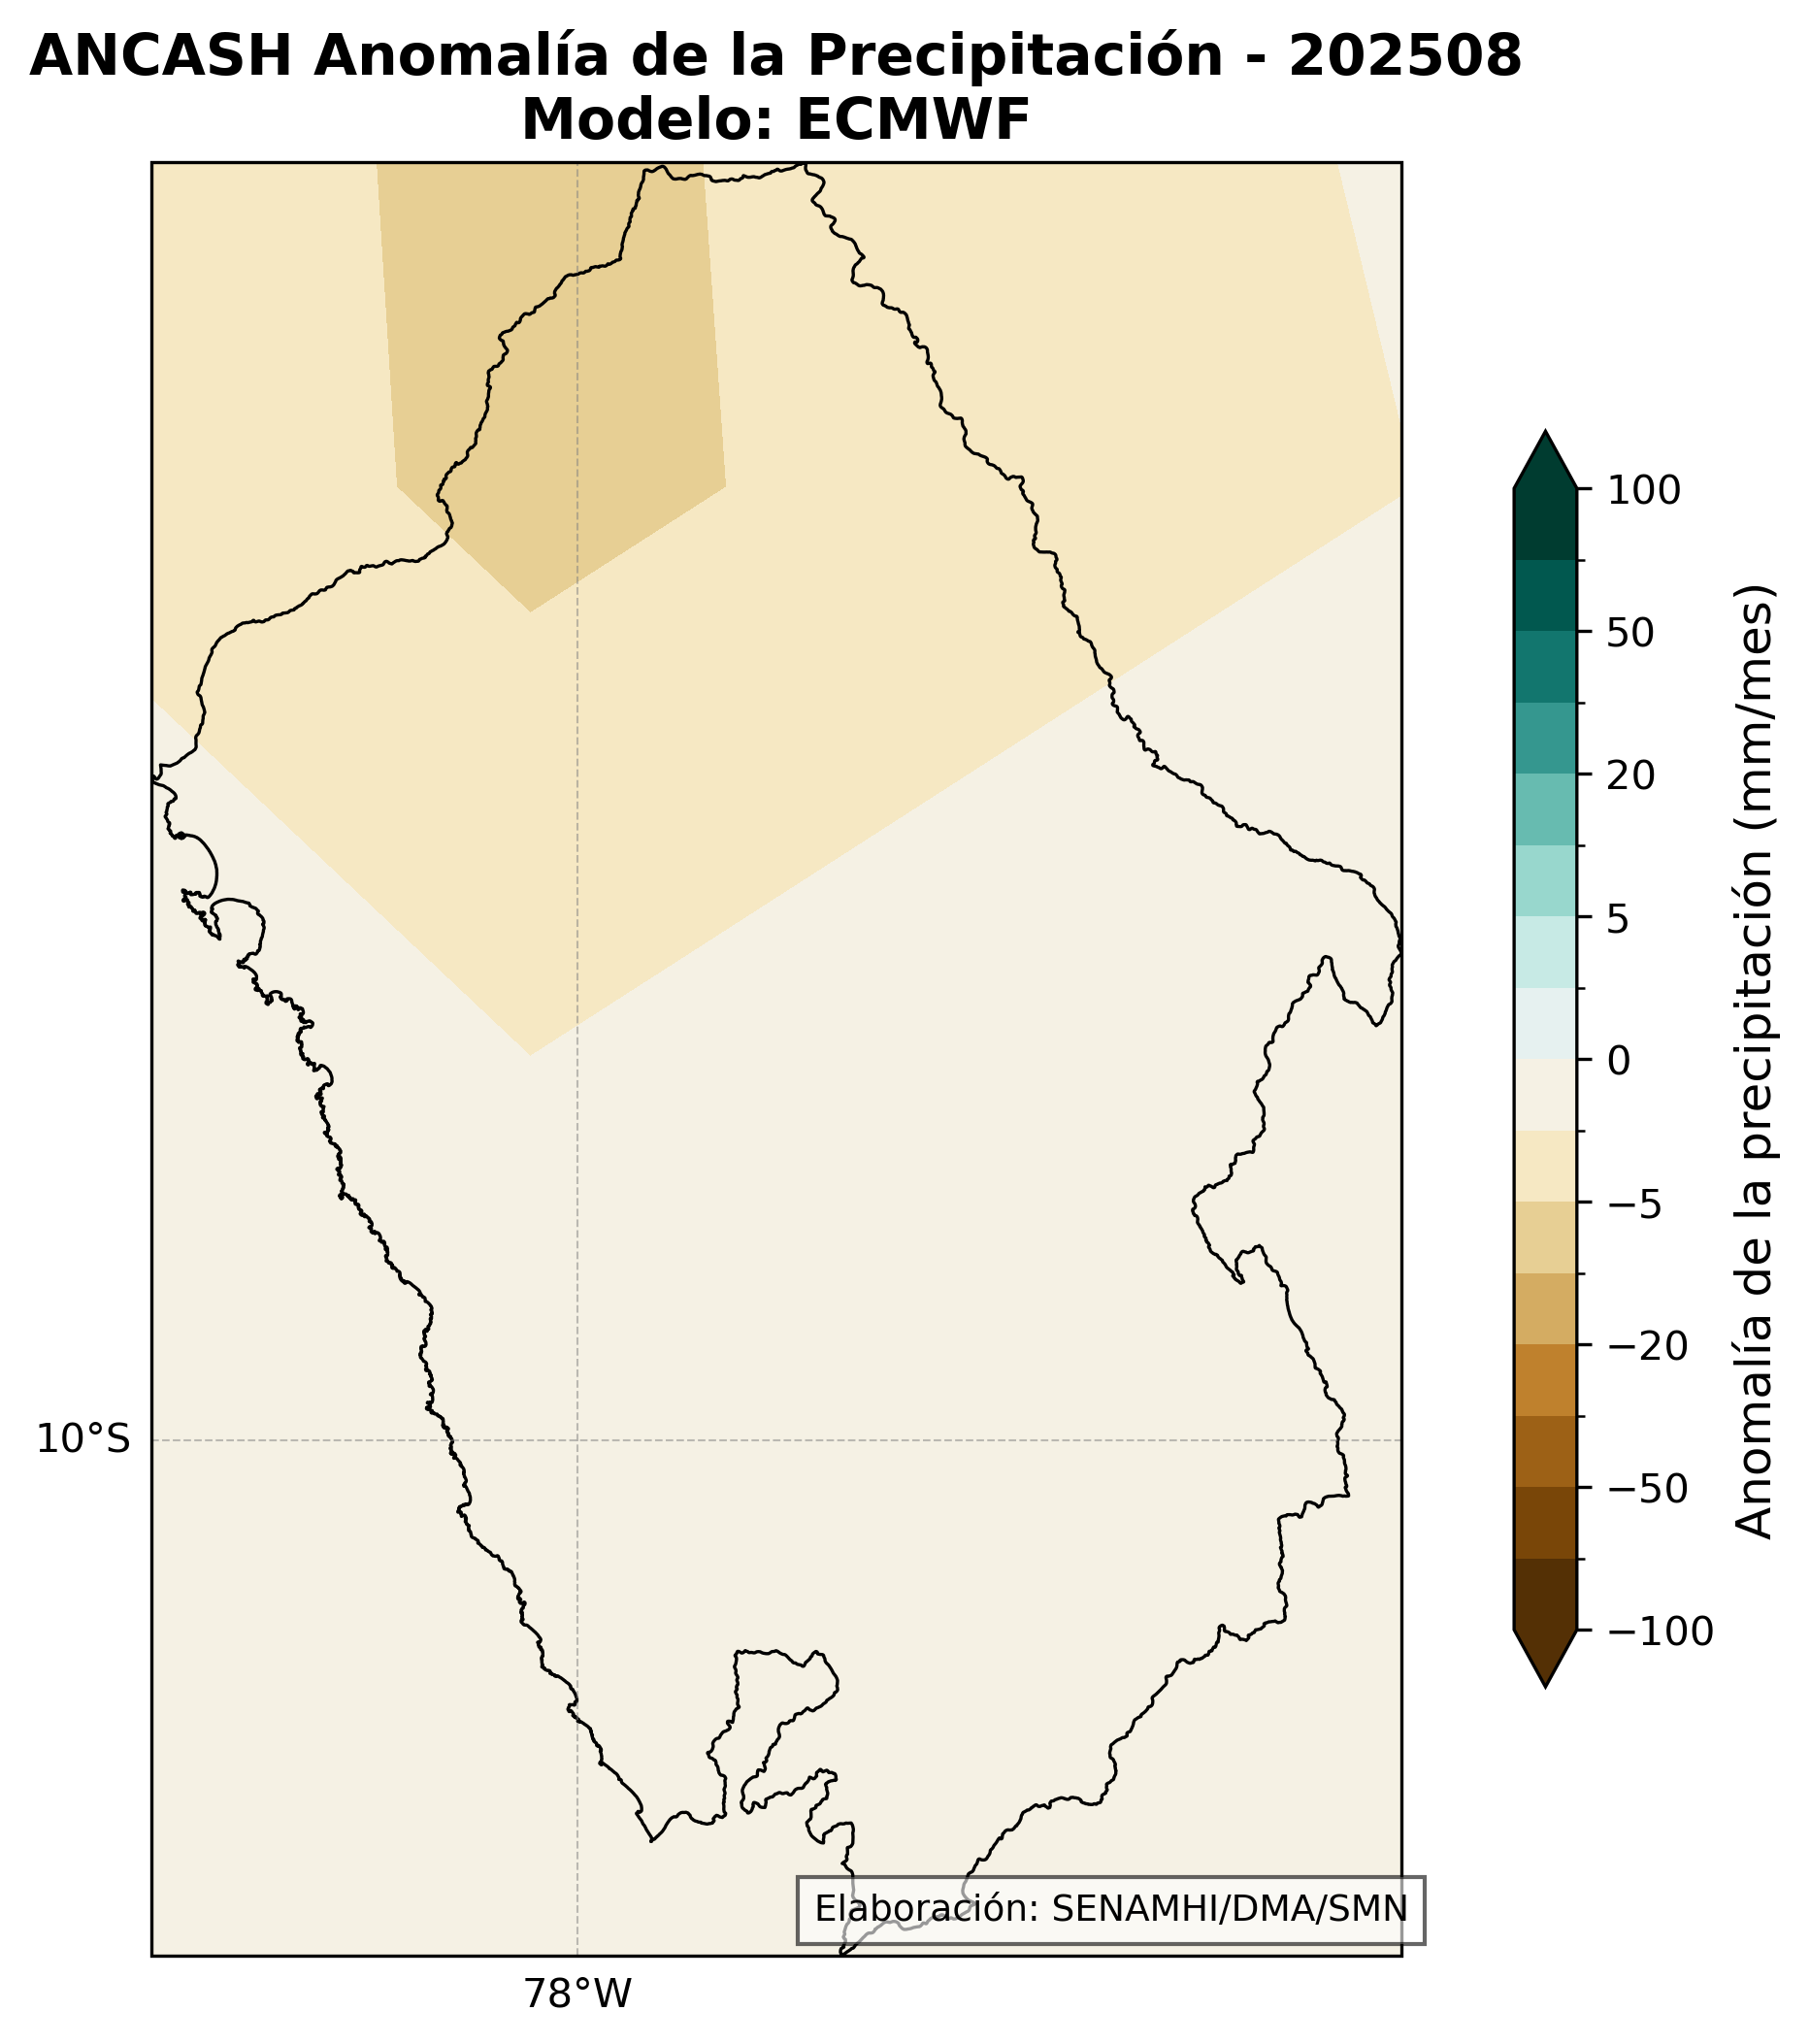 ANCASH Anomalía de la Precipitación - 202508
Modelo: ECMWF
100
50
20
5
0
−5
−20
−50
−100
Anomalía de la precipitación (mm/mes)
10°S
78°W
Elaboración: SENAMHI/DMA/SMN